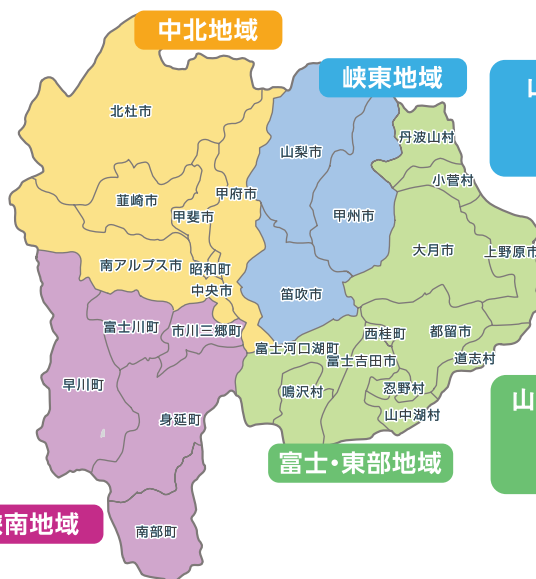 中北地域
峡東地域
山
北杜市
丹波山村
山梨市
小菅村
韮崎市
甲府市
甲斐市
甲州市
大月市
上野原市
南アルプス市
昭和町
中央市
笛吹市
富士川町
市川三郷町
西桂町
都留市
富士河口湖町
富士吉田市
道志村
早川町
鳴沢村
忍野村
山中湖村
山
身延町
富士・東部地域
南地域
南部町